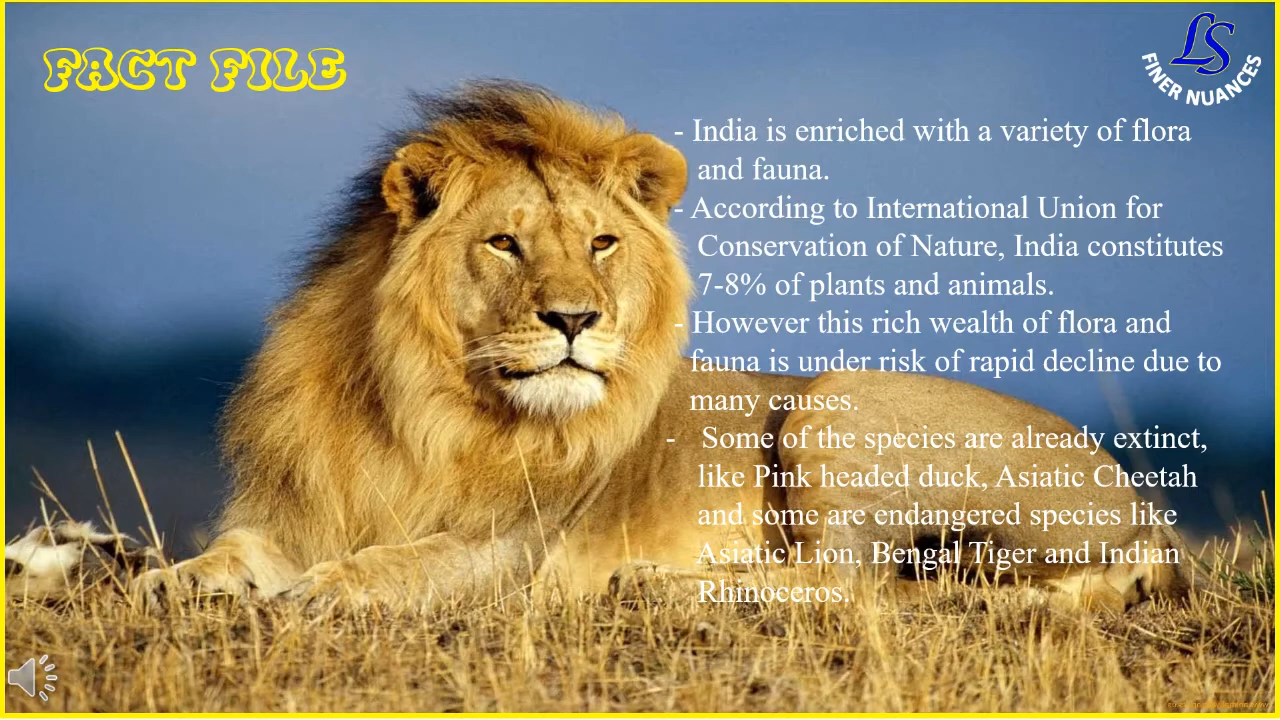 FACT FILE
LS
FINER NUANCES
- India is enriched with a variety of flora
and fauna.
- According to International Union for
Conservation of Nature, India constitutes
7-8% of plants and animals.
- However this rich wealth of flora and
fauna is under risk of rapid decline due to
many causes.
- Some of the species are already extinct,
like Pink headed duck, Asiatic Cheetah
and some are endangered species like
Asiatic Lion, Bengal Tiger and Indian
Rhinoceros.